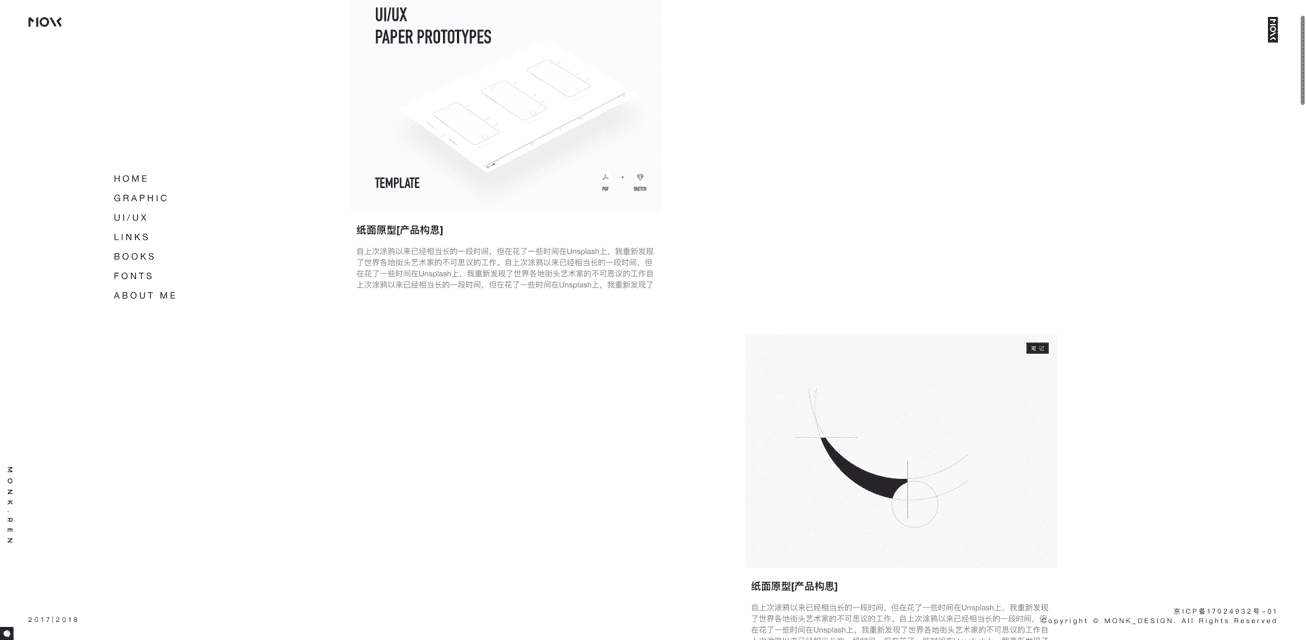 MONK
MONK
UI/UX
PAPER PROTOTYPES
TEMPLATE
PDF
SKETCH
HOME
GRAPHIC
UI/UX
LINKS
BOOKS
FONTS
ABOUT ME
纸面原型[产品构思]
自上次涂鸦以来已经相当长的一段时间，但在花了一些时间在Unsplash上，我重新发现
了世界各地街头艺术家的不可思议的工作。自上次涂鸦以来已经相当长的一段时间，但
在花了一些时间在Unsplash上，我重新发现了世界各地街头艺术家的不可思议的工作自
上次涂鸦以来已经相当长的一段时间，但在花了一些时间在Unsplash上，我重新发现了
笔记
纸面原型[产品构思]
自上次涂鸦以来已经相当长的一段时间，但在花了一些时间在Unsplash上，我重新发现
了世界各地街头艺术家的不可思议的工作。自上次涂鸦以来已经相当长的一段时间，但
在花了一些时间在Unsplash上，我重新发现了世界各地街头艺术家的不可思议的工作自
MONK.REN
2017|2018
京ICP备17024932号-01
Copyright © MONK_DESIGN. All Rights Reserved